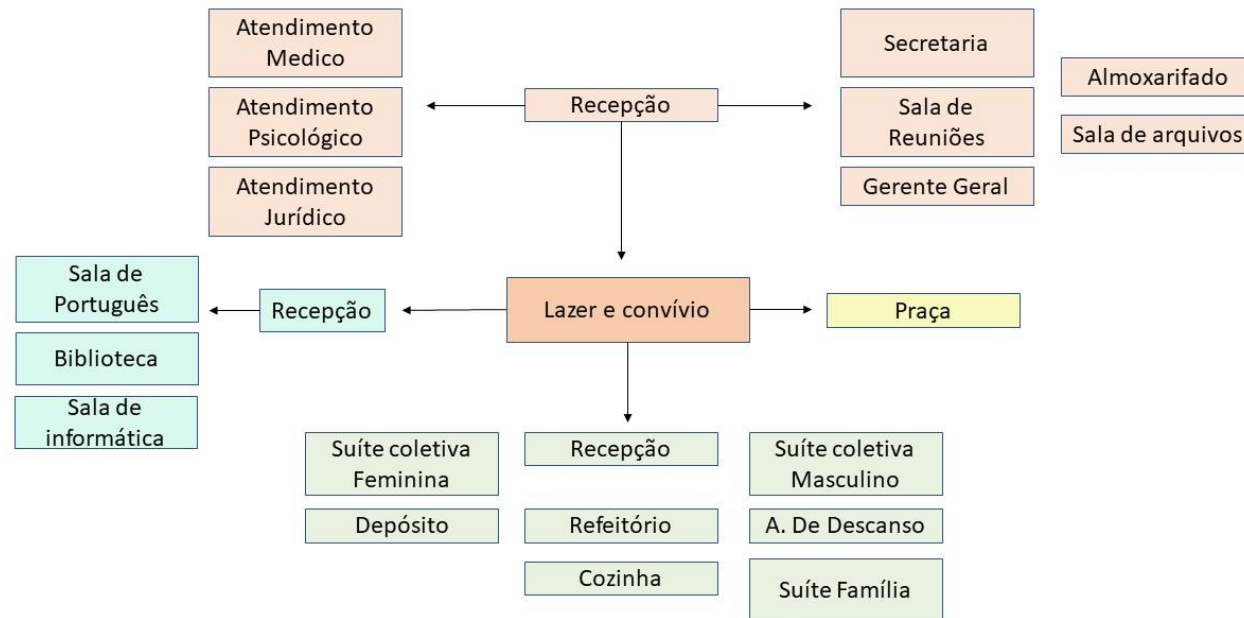 Atendimento
Medico
Atendimento
Psicológico
Atendimento
Jurídico
Recepção
Secretaria
Sala de
Reuniões
Gerente Geral
Almoxarifado
Sala de arquivos
Sala de
Português
Biblioteca
Sala de
informática
Recepção
Lazer e convívio
Praça
Suíte coletiva
Feminina
Depósito
Recepção
Refeitório
Cozinha
Suíte coletiva
Masculino
A. De Descanso
Suíte Família